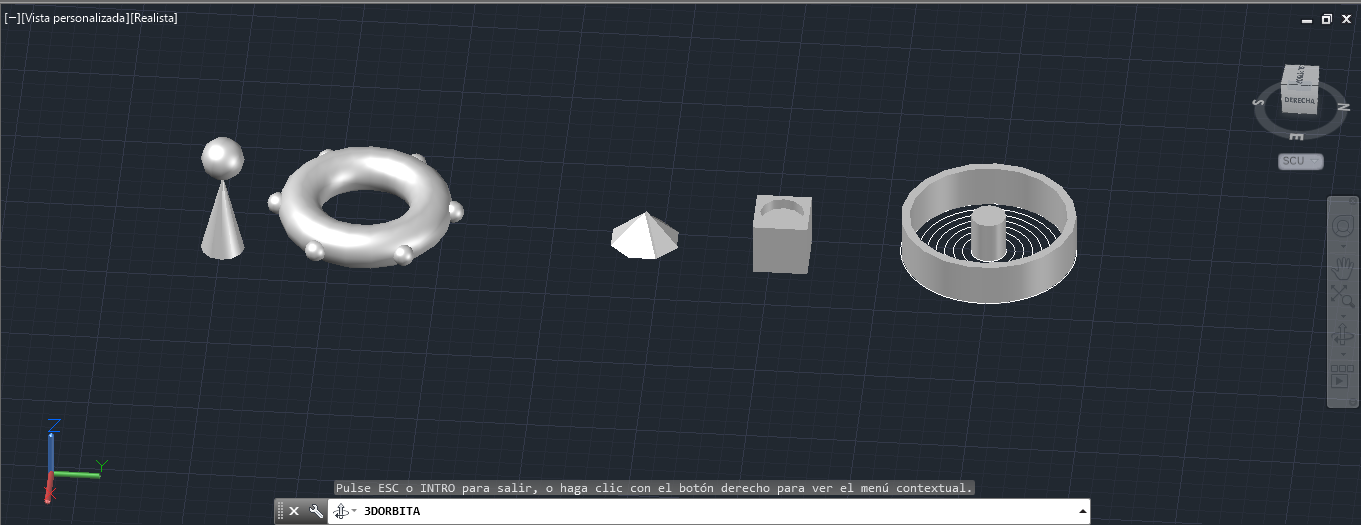 [−][Vista personalizada][Realista]
DERECHA
S
N
E
SCU
Z
Y
X
Pulse ESC o INTRO para salir, o haga clic con el botón derecho para ver el menú contextual.
3DORBITA